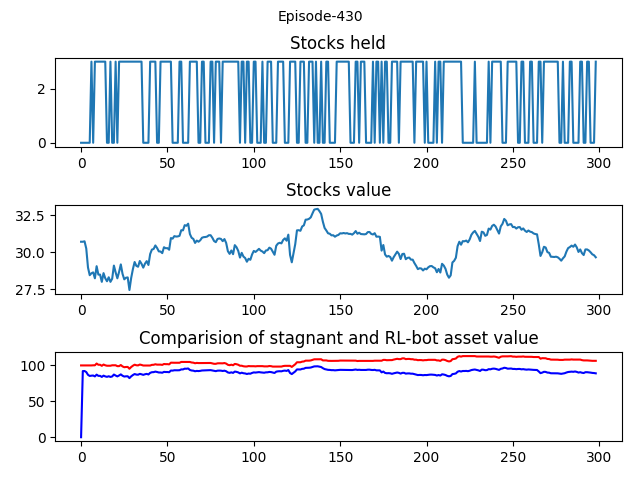 Episode-430
Stocks held
2
0
0 50 100 150 200 250 300
Stocks value
32.5
30.0
27.5
0 50 100 150 200 250 300
Comparision of stagnant and RL-bot asset value
100
50
0
0 50 100 150 200 250 300